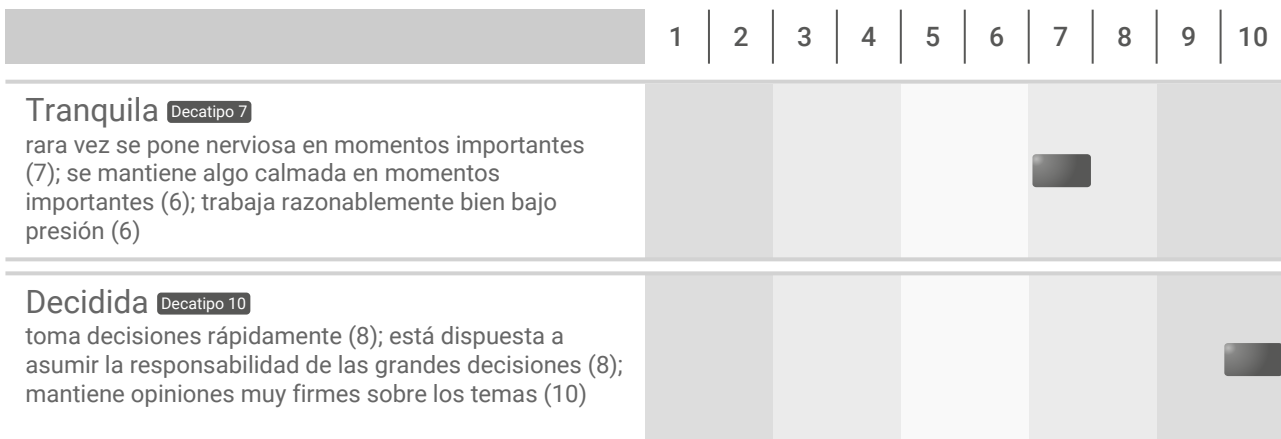 1 2 3 4 5 6 7 8 9 10
Tranquila Decatipo 7
rara vez se pone nerviosa en momentos importantes
(7); se mantiene algo calmada en momentos
importantes (6); trabaja razonablemente bien bajo
presión (6)
Decidida Decatipo 10
toma decisiones rápidamente (8); está dispuesta a
asumir la responsabilidad de las grandes decisiones (8);
mantiene opiniones muy firmes sobre los temas (10)